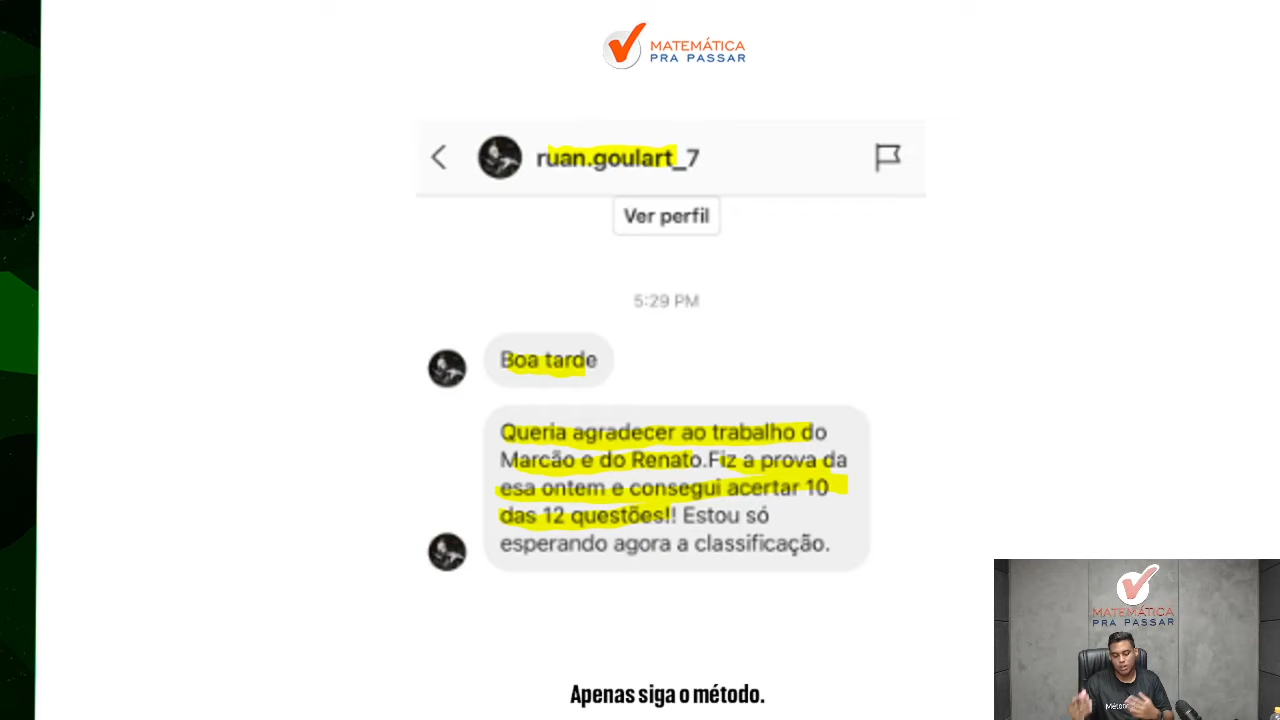 MATEMÁTICA
PRA PASSAR
ruan.goulart_7
Ver perfil
5:29 PM
Boa tarde
Queria agradecer ao trabalho do
Marcão e do Renato.Fiz a prova da
esa ontem e consegui acertar 10
das 12 questões!! Estou só
esperando agora a classificação.
MATEMÁTICA
PRA PASSAR
Apenas siga o método.